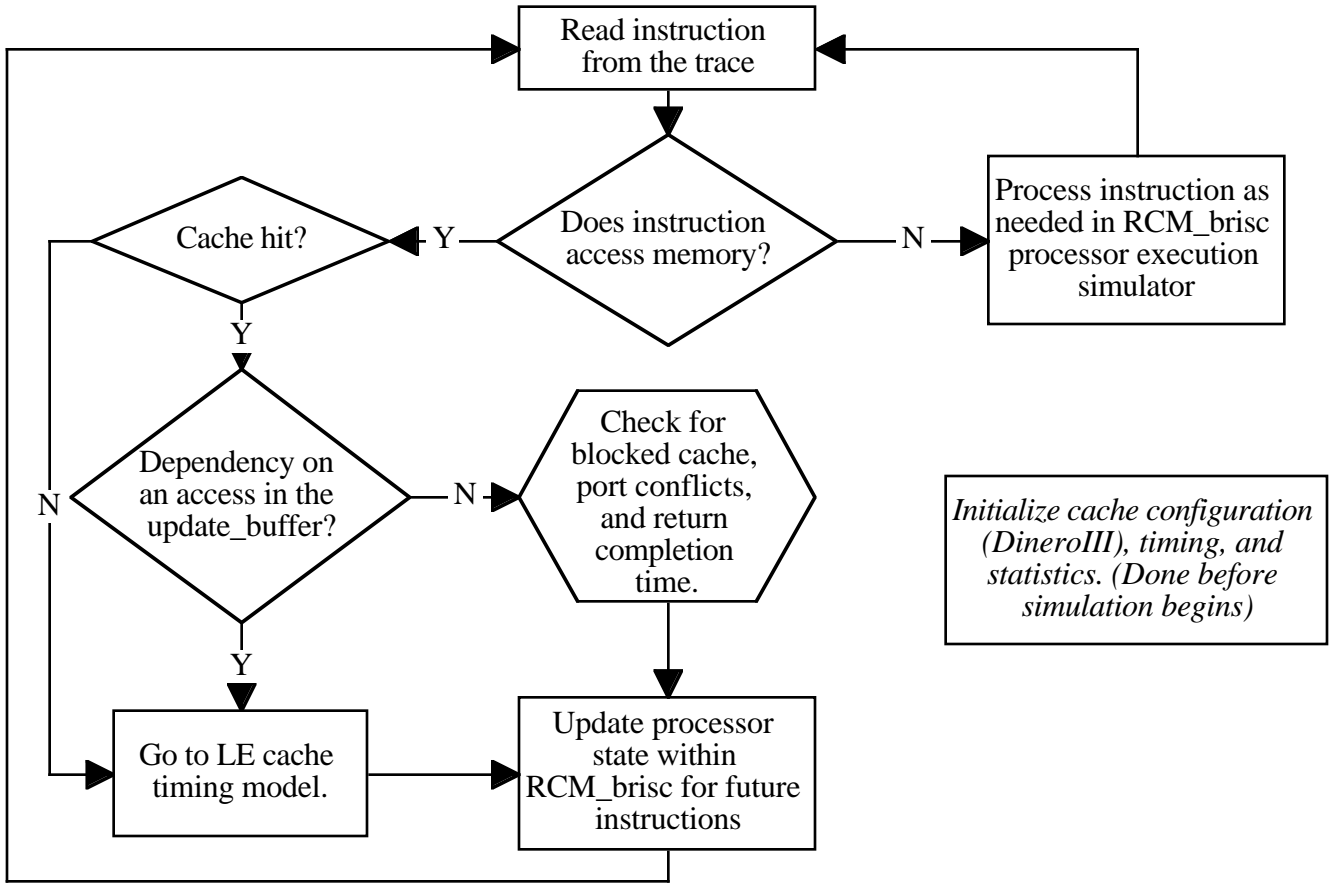 Read instruction
from the trace
Does instruction
access memory?
Y
N
Process instruction as
needed in RCM_brisc
processor execution
simulator
Cache hit?
Y
N
Dependency on
an access in the
update_buffer?
N
Y
Check for
blocked cache,
port conflicts,
and return
completion
time.
Initialize cache configuration
(DineroIII), timing, and
statistics. (Done before
simulation begins)
Go to LE cache
timing model.
Update processor
state within
RCM_brisc for future
instructions